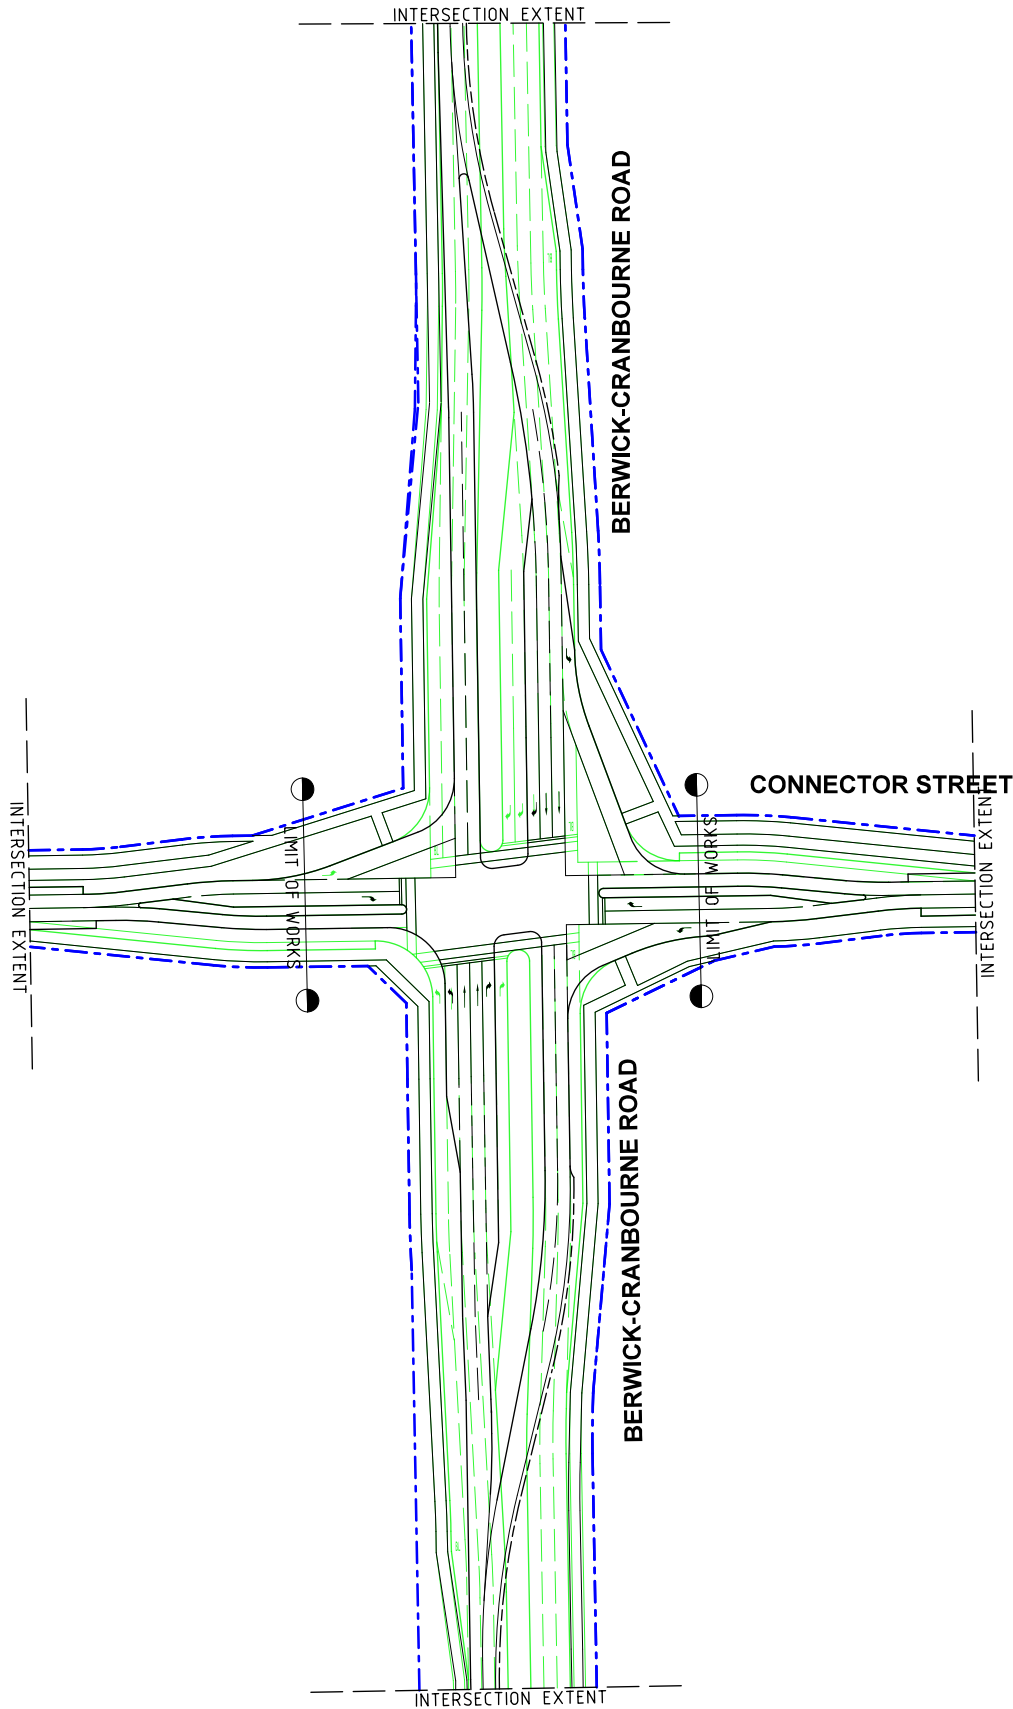 INTERSECTION EXTENT
BERWICK-CRANBOURNE ROAD
CONNECTOR STREET
INTERSECTION EXTENT
LIMIT OF WORKS
LIMIT OF WORKS
INTERSECTION EXTENT
BERWICK-CRANBOURNE ROAD
INTERSECTION EXTENT